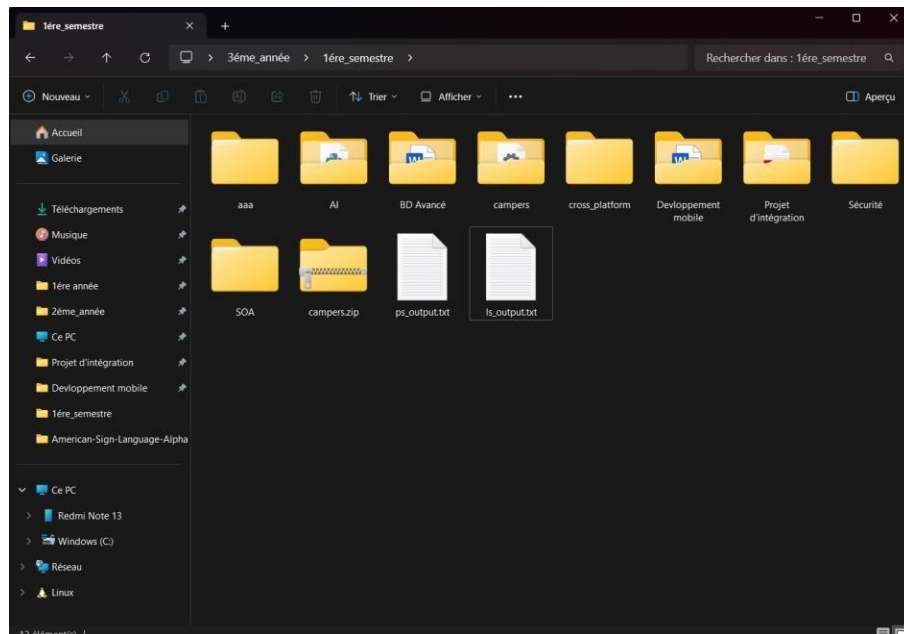 1ére_semestre
3éme_année > 1ére_semestre >
Rechercher dans : 1ére_semestre
Nouveau
Trier
Afficher
Aperçu
Accueil
Galerie
Téléchargements
Musique
Vidéos
1ére année
2éme_année
Ce PC
Projet d'intégration
Devloppement mobile
1ére_semestre
American-Sign-Language-Alpha
Ce PC
Redmi Note 13
Windows (C:)
Réseau
Linux
aaa
AI
BD Avancé
campers
cross_platform
Devloppement
mobile
Projet
d'intégration
Sécurité
SOA
campers.zip
ps_output.txt
ls_output.txt